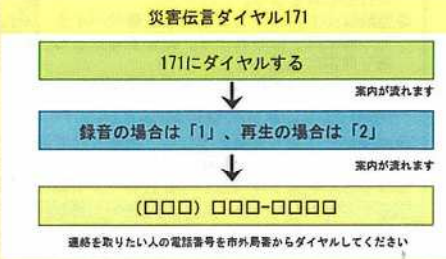 災害伝言ダイヤル171
171にダイヤルする
案内が流れます
録音の場合は「1」、再生の場合は「2」
案内が流れます
(□□□) □□□-□□□□
連絡を取りたい人の電話番号を市外局番からダイヤルしてください